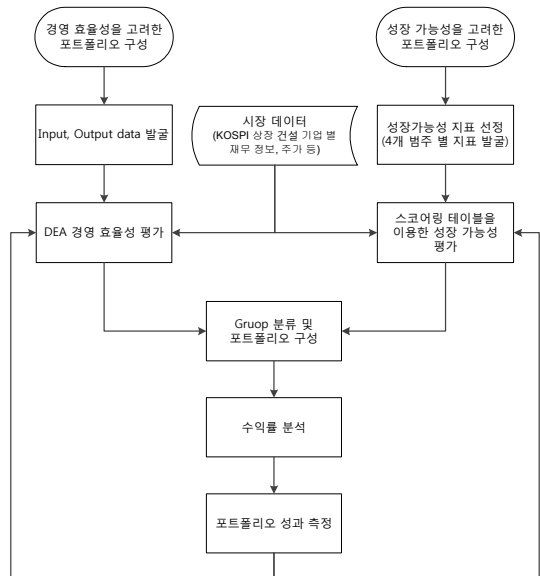 경영 효율성을 고려한
포트폴리오 구성
성장 가능성을 고려한
포트폴리오 구성
Input, Output data 발굴
시장 데이터
(KOSPI 상장 건설 기업 별
재무 정보, 주가 등)
성장가능성 지표 선정
(4개 범주 별 지표 발굴)
DEA 경영 효율성 평가
스코어링 테이블을
이용한 성장 가능성
평가
Gruop 분류 및
포트폴리오 구성
수익률 분석
포트폴리오 성과 측정